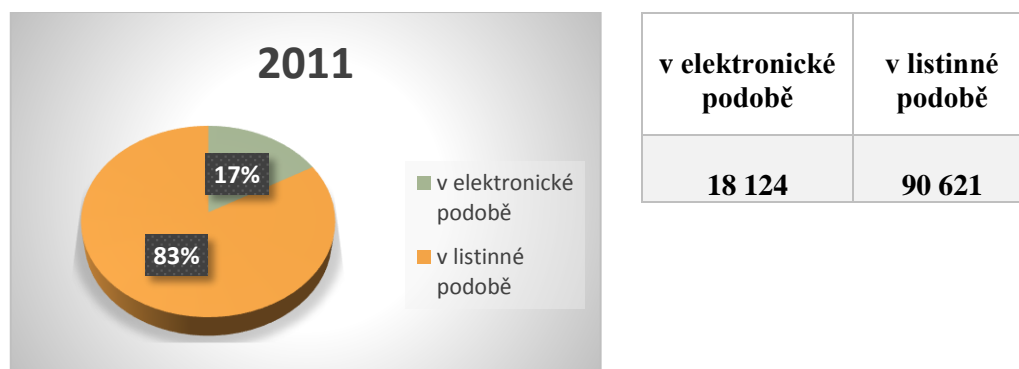 2011
17%
83%
v elektronické
podobě
v listinné
podobě
v elektronické
podobě
v listinné
podobě
18 124
90 621